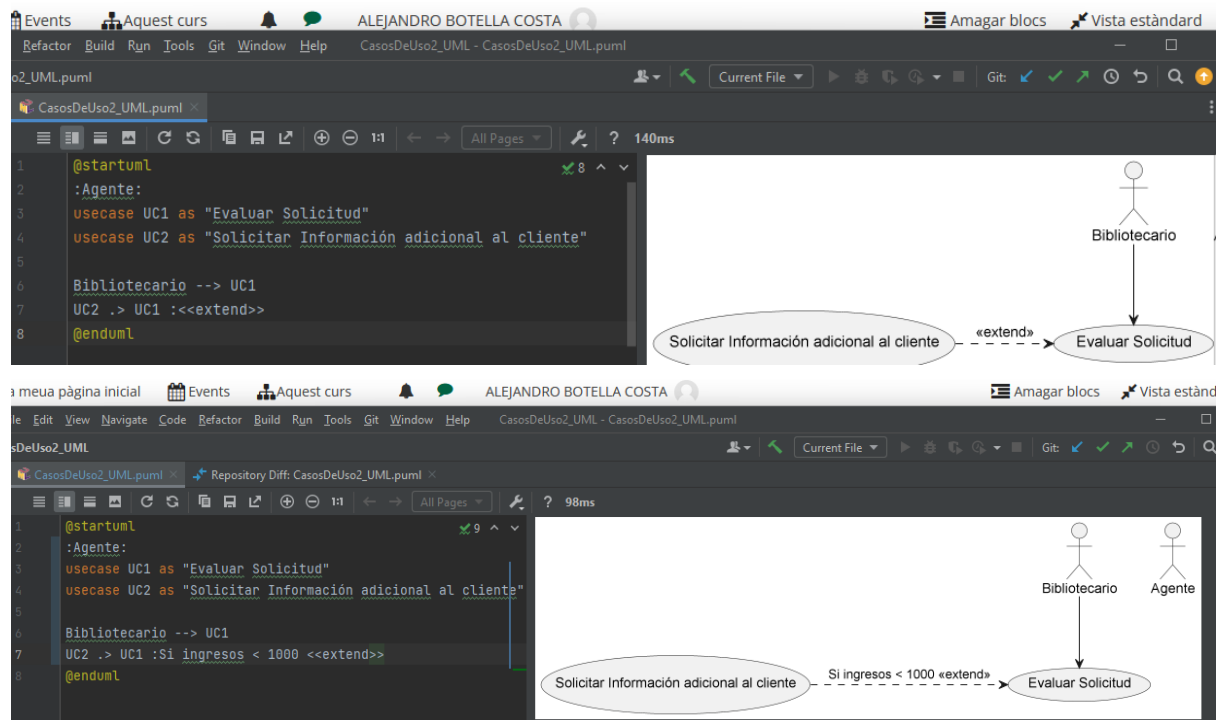 Events Aquest curs ALEJANDRO BOTELLA COSTA Amagar blocs Vista estàndard
Refactor Build Run Tools Git Window Help CasosDeUso2_UML - CasosDeUso2_UML.puml
o2_UML.puml Current File Git:
CasosDeUso2_UML.puml
1:1 All Pages ? 140ms
1 @startuml 8
2 :Agente:
3 usecase UC1 as "Evaluar Solicitud"
4 usecase UC2 as "Solicitar Información adicional al cliente"
5
6 Bibliotecario --> UC1
7 UC2 .> UC1 :<<extend>>
8 @enduml
Bibliotecario
«extend»
Solicitar Información adicional al cliente
Evaluar Solicitud
a meua pàgina inicial Events Aquest curs ALEJANDRO BOTELLA COSTA Amagar blocs Vista estànd
le Edit View Navigate Code Refactor Build Run Tools Git Window Help CasosDeUso2_UML - CasosDeUso2_UML.puml
sDeUso2_UML Current File Git:
CasosDeUso2_UML.puml Repository Diff: CasosDeUso2_UML.puml
1:1 All Pages ? 98ms
1 @startuml 9
2 :Agente:
3 usecase UC1 as "Evaluar Solicitud"
4 usecase UC2 as "Solicitar Información adicional al cliente"
5
6 Bibliotecario --> UC1
7 UC2 .> UC1 :Si ingresos < 1000 <<extend>>
8 @enduml
Bibliotecario Agente
Si ingresos < 1000 «extend»
Solicitar Información adicional al cliente
Evaluar Solicitud